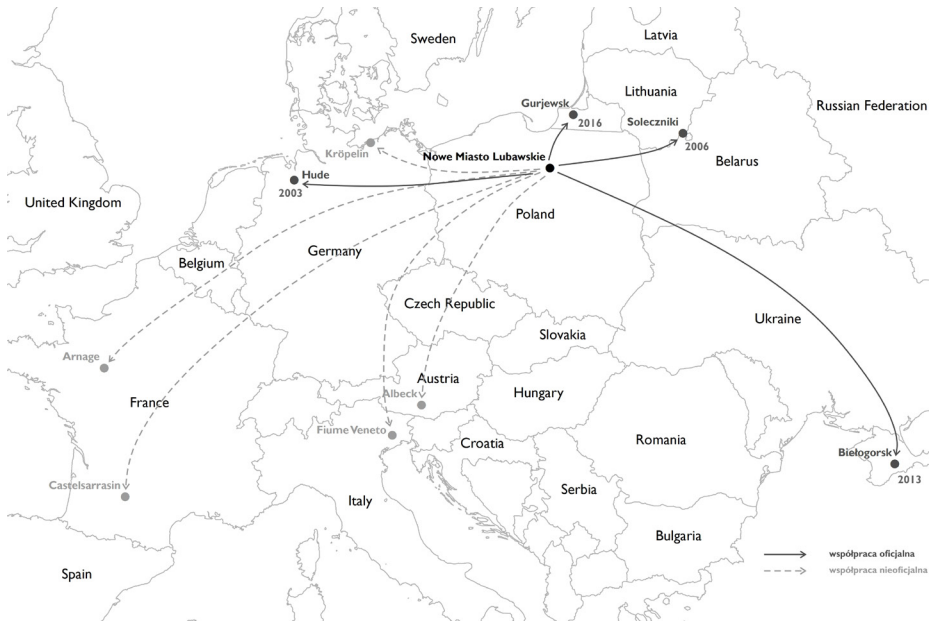 Sweden
Latvia
Lithuania
Russian Federation
Gurjewsk
2016
Soleczniki
2006
Kröpelin
Nowe Miasto Lubawskie
Belarus
Hude
2003
United Kingdom
Poland
Germany
Belgium
Czech Republic
Ukraine
Slovakia
Arnage
Austria
Albeck
Hungary
France
Fiume Veneto
Croatia
Romania
Biełogorsk
2013
Castelsarrasin
Italy
Serbia
Bulgaria
Spain
współpraca oficjalna
współpraca nieoficjalna